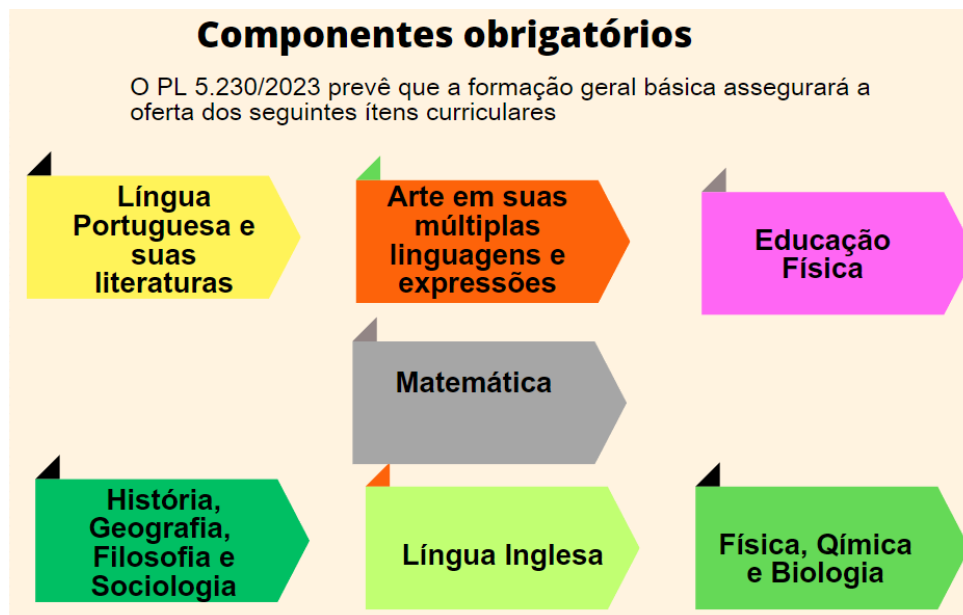 Componentes obrigatórios
O PL 5.230/2023 prevê que a formação geral básica assegurará a
oferta dos seguintes ítens curriculares
Língua
Portuguesa e
suas
literaturas
Arte em suas
múltiplas
linguagens e
expressões
Educação
Física
Matemática
História,
Geografia,
Filosofia e
Sociologia
Língua Inglesa
Física, Qímica
e Biologia